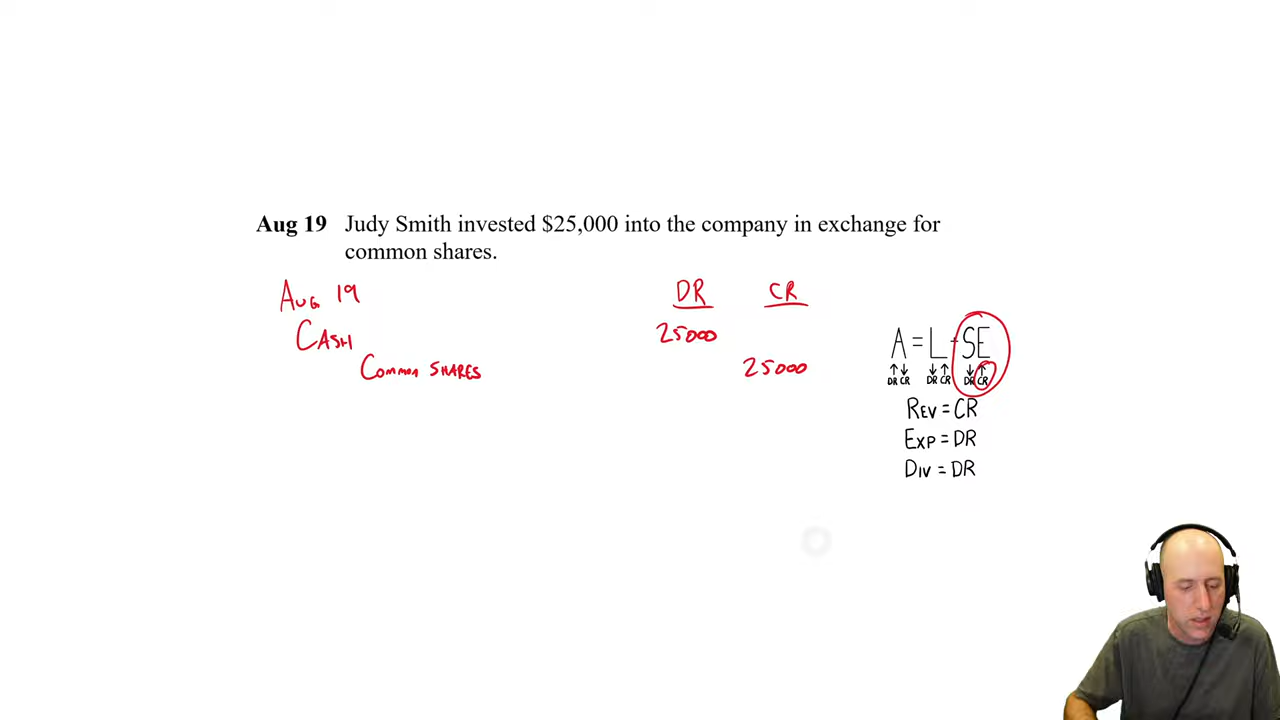 Aug 19 Judy Smith invested $25,000 into the company in exchange for
common shares.
AUG 19 DR CR
CASH 25000
COMMON SHARES 25000
A = L + SE
↑ ↓ ↓ ↑ ↓ ↑
DR CR DR CR DR CR
REV = CR
EXP = DR
DIV = DR